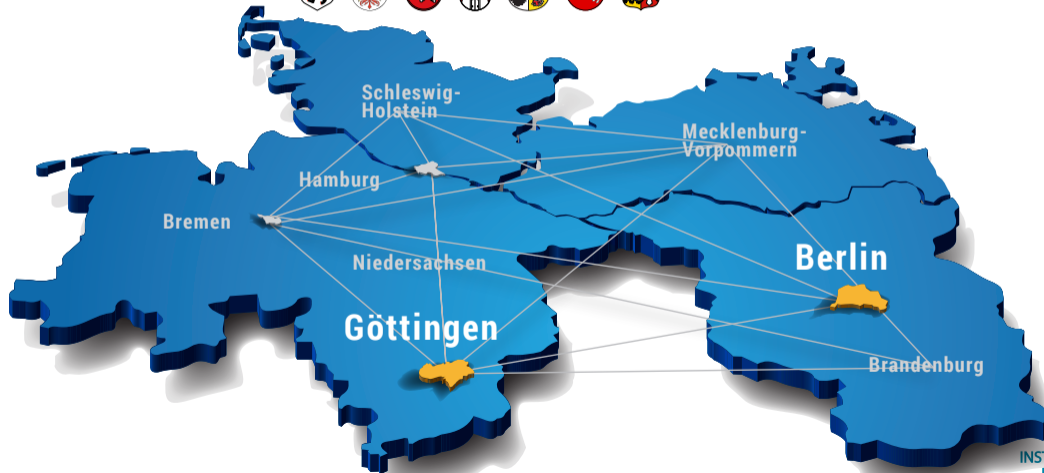 Schleswig-
Holstein
Mecklenburg-
Vorpommern
Hamburg
Bremen
Niedersachsen
Berlin
Göttingen
Brandenburg